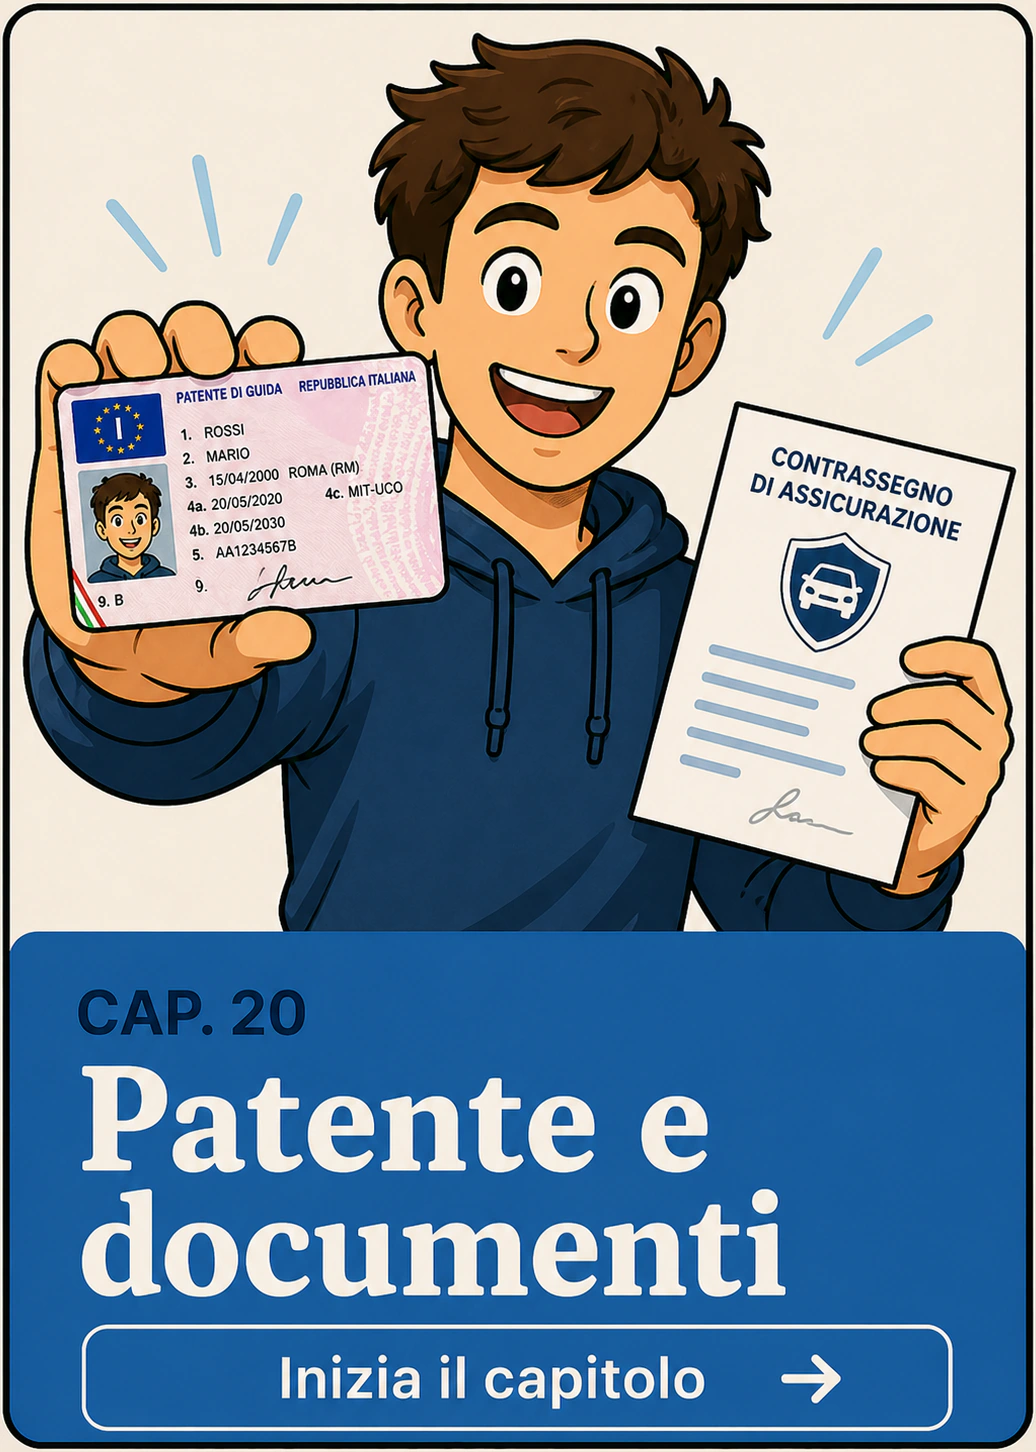 PATENTE DI GUIDA REPUBBLICA ITALIANA
I
1. ROSSI
2. MARIO
3. 15/04/2000 ROMA (RM)
4a. 20/05/2020 4c. MIT-UCO
4b. 20/05/2030
5. AA1234567B
9.
9. B
CONTRASSEGNO
DI ASSICURAZIONE
CAP. 20
Patente e
documenti
Inizia il capitolo →